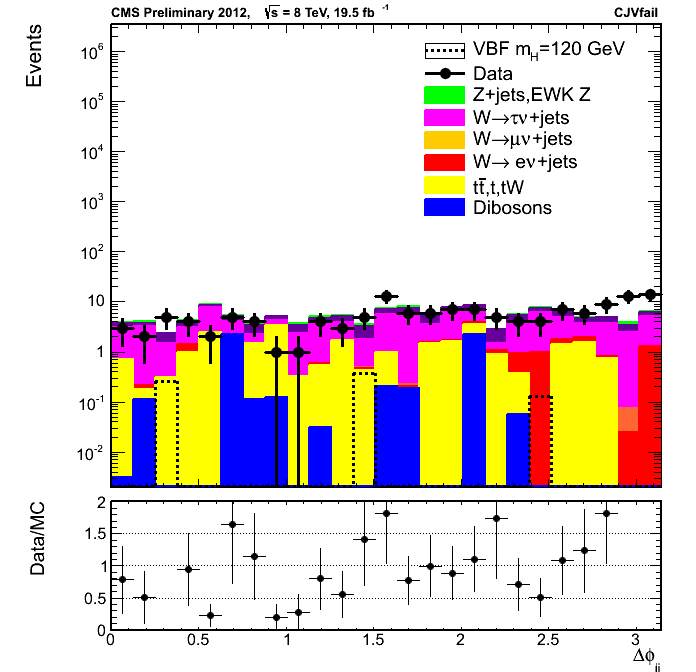 CMS Preliminary 2012, √s = 8 TeV, 19.5 fb⁻¹ CJVfail
Events
10⁶
10⁵
10⁴
10³
10²
10
1
10⁻¹
10⁻²
VBF m_H=120 GeV
Data
Z+jets,EWK Z
W→τν+jets
W→μν+jets
W→ eν+jets
tt̄,t,tW
Dibosons
Data/MC
2
1.5
1
0.5
0
0 0.5 1 1.5 2 2.5 3
Δϕ_jj